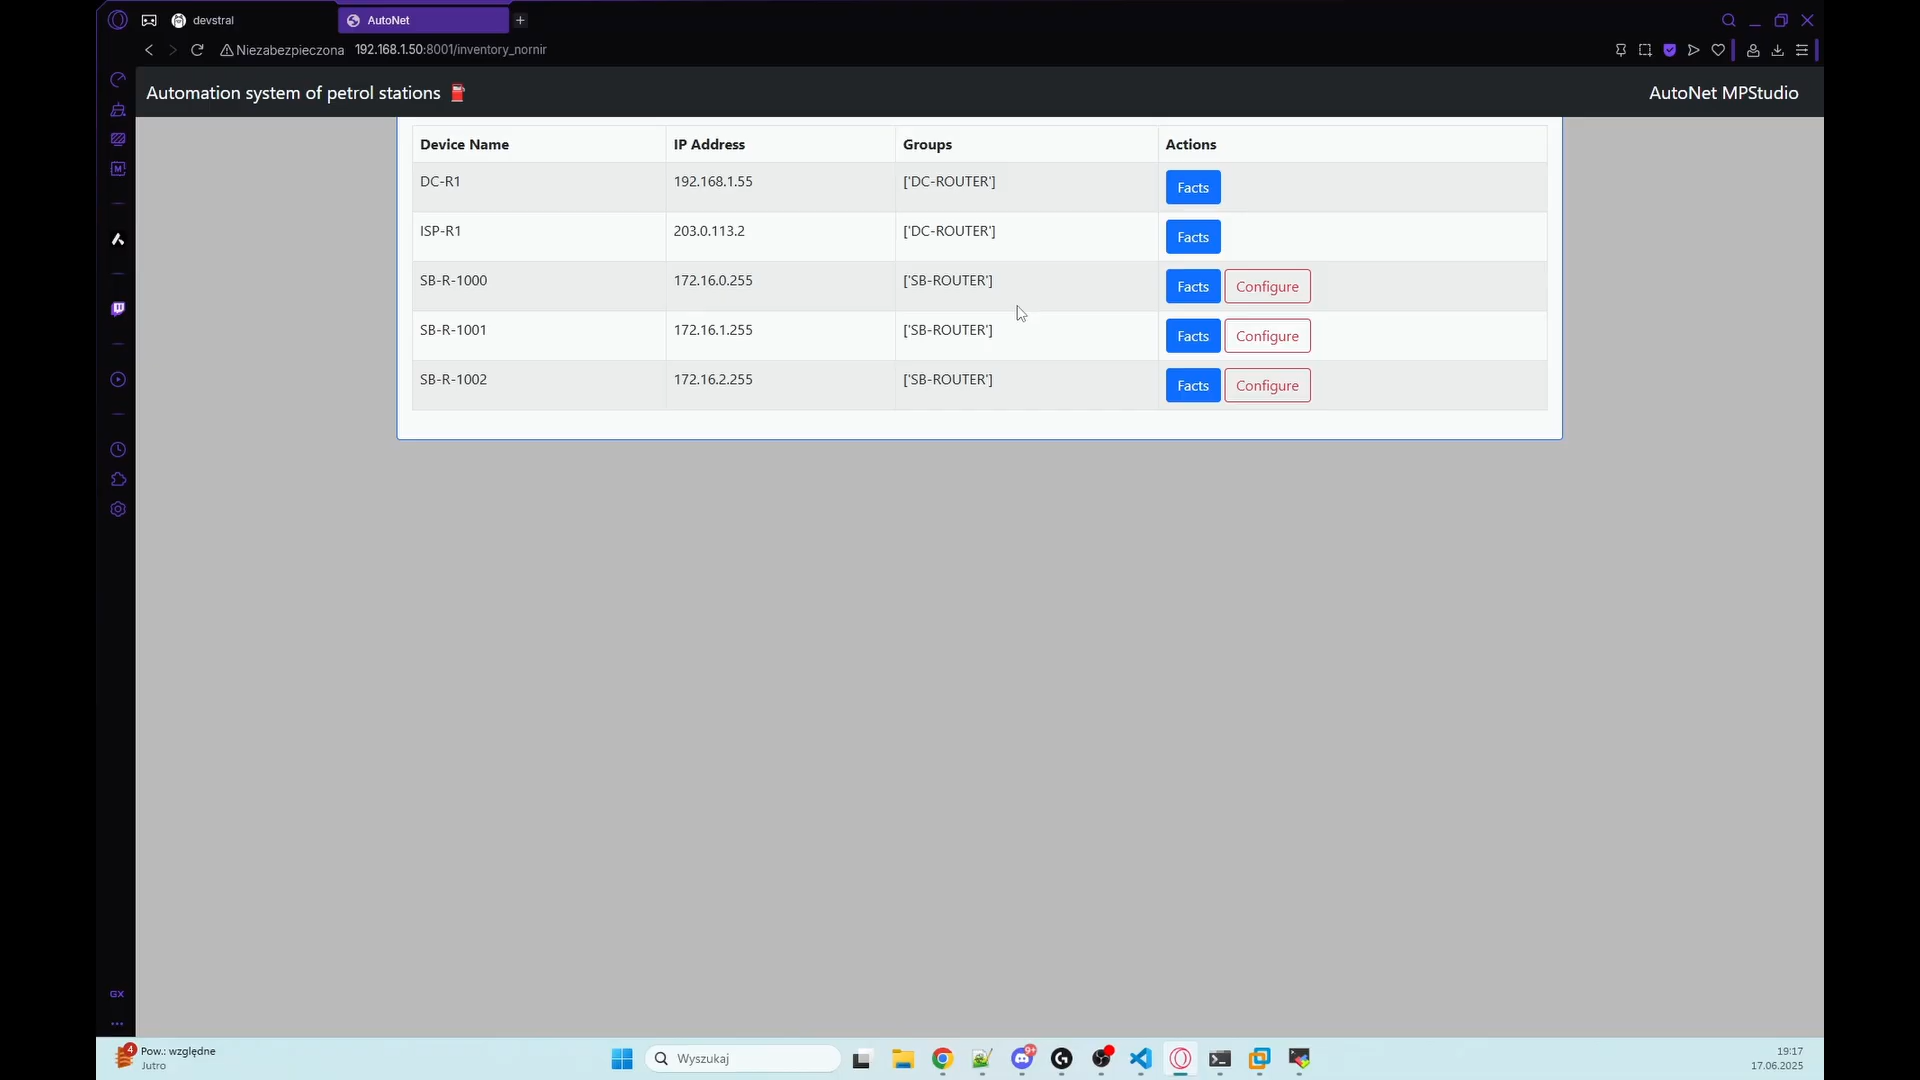 devstral
AutoNet
Niezabezpieczona 192.168.1.50:8001/inventory_nornir
Automation system of petrol stations
AutoNet MPStudio
Device Name IP Address Groups Actions
DC-R1 192.168.1.55 ['DC-ROUTER'] Facts
ISP-R1 203.0.113.2 ['DC-ROUTER'] Facts
SB-R-1000 172.16.0.255 ['SB-ROUTER'] Facts Configure
SB-R-1001 172.16.1.255 ['SB-ROUTER'] Facts Configure
SB-R-1002 172.16.2.255 ['SB-ROUTER'] Facts Configure
GX
4
Pow.: względne
Jutro
Wyszukaj
9+
19:17
17.06.2025